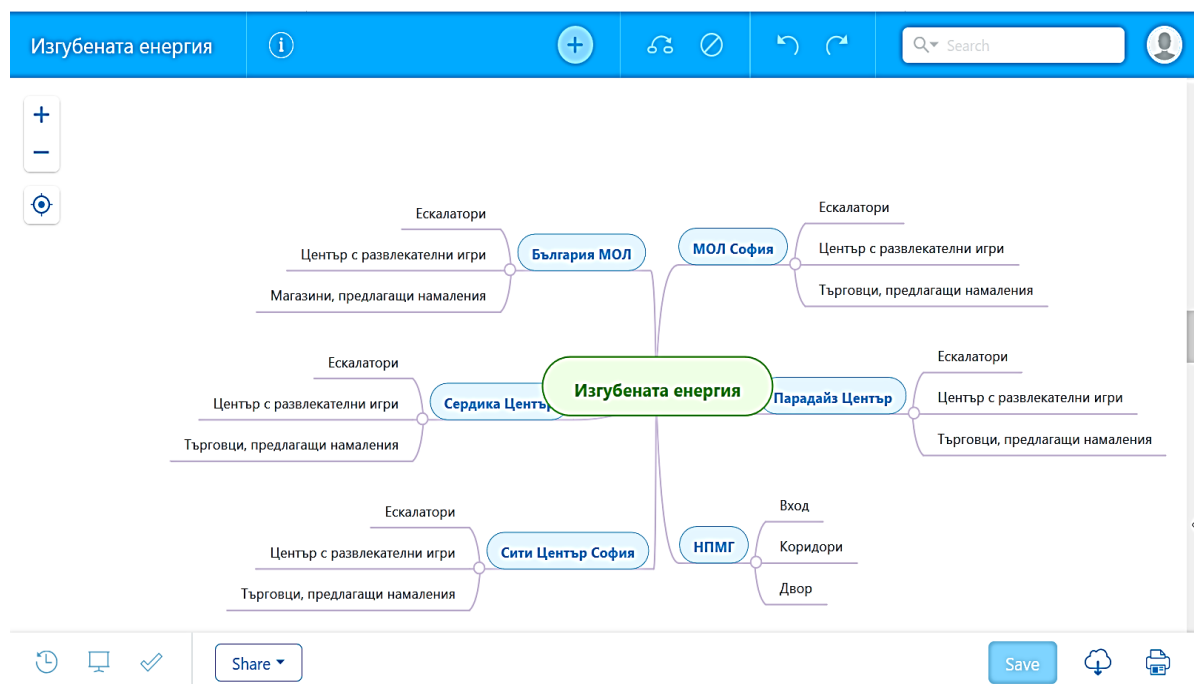 Изгубената енергия
Search
Ескалатори
Център с развлекателни игри
Магазини, предлагащи намаления
България МОЛ
МОЛ София
Ескалатори
Център с развлекателни игри
Търговци, предлагащи намаления
Ескалатори
Център с развлекателни игри
Търговци, предлагащи намаления
Сердика Център
Изгубената енергия
Парадайз Център
Ескалатори
Център с развлекателни игри
Търговци, предлагащи намаления
Ескалатори
Център с развлекателни игри
Търговци, предлагащи намаления
Сити Център София
НПМГ
Вход
Коридори
Двор
Share
Save